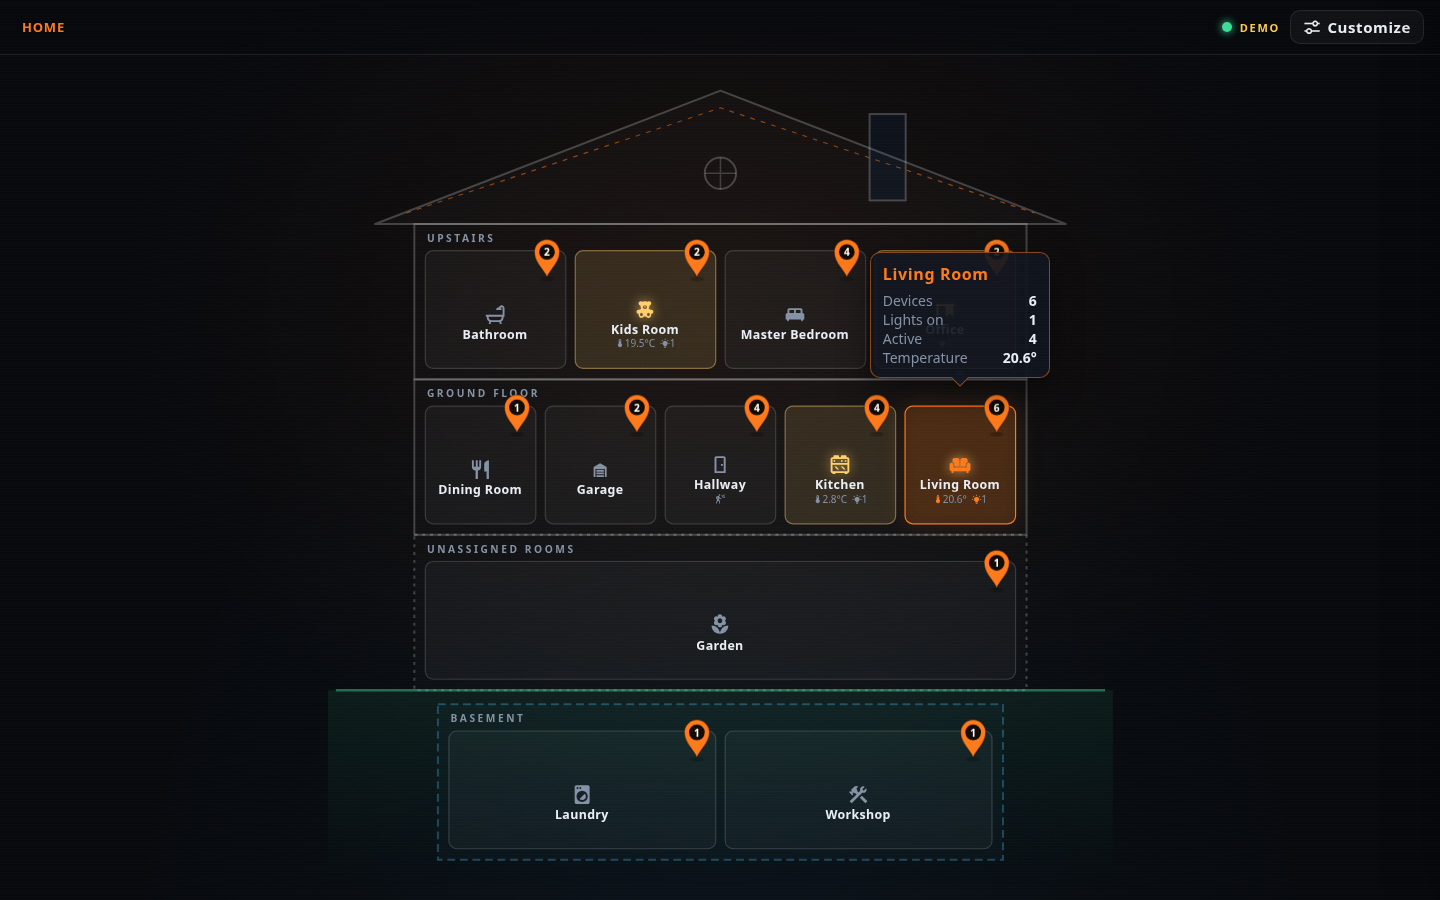 HOME
DEMO
Customize
UPSTAIRS
2
2
4
Bathroom
Kids Room
19.5°C 1
Master Bedroom
Office
Living Room
Devices 6
Lights on 1
Active 4
Temperature 20.6°
GROUND FLOOR
1
2
4
4
6
Dining Room
Garage
Hallway
Kitchen
2.8°C 1
Living Room
20.6° 1
UNASSIGNED ROOMS
1
Garden
BASEMENT
1
1
Laundry
Workshop